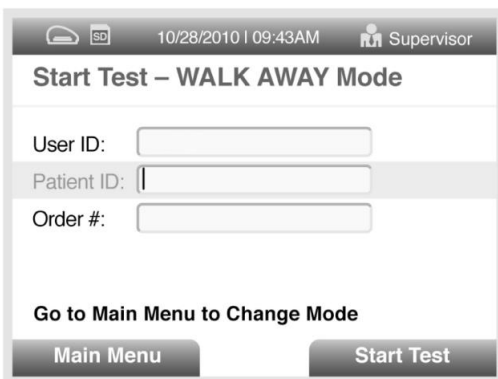 SD 10/28/2010 | 09:43AM Supervisor
Start Test – WALK AWAY Mode
User ID:
Patient ID:
Order #:
Go to Main Menu to Change Mode
Main Menu Start Test